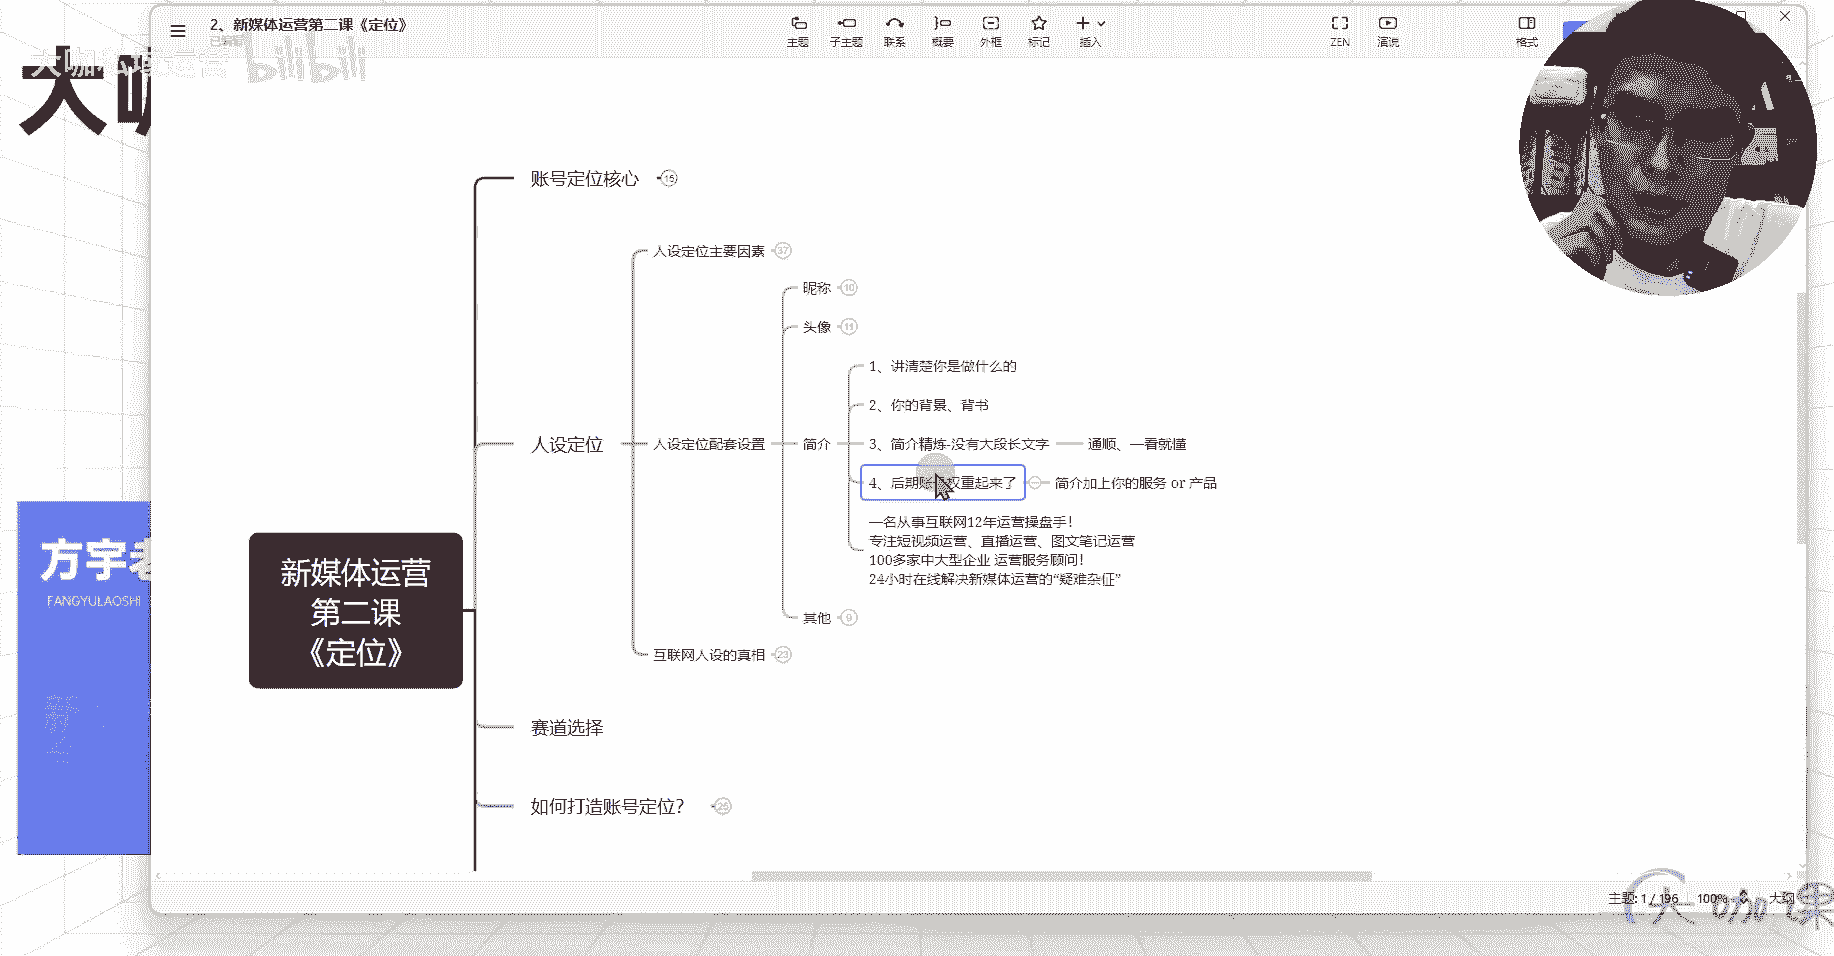 2、新媒体运营第二课《定位》
主题
子主题
联系
概要
外框
标记
插入
ZEN
演说
格式
大咖私域运营 bilibili
大咖
账号定位核心 15
人设定位主要因素 37
昵称 10
头像 11
1、讲清楚你是做什么的
2、你的背景、背书
人设定位
人设定位配套设置
简介
3、简介精炼-没有大段长文字
通顺、一看就懂
4、后期账号权重起来了
简介加上你的服务 or 产品
一名从事互联网12年运营操盘手!
专注短视频运营、直播运营、图文笔记运营
100多家中大型企业 运营服务顾问!
24小时在线解决新媒体运营的“疑难杂征”
其他 9
互联网人设的真相 23
新媒体运营
第二课
《定位》
方宇老
FANGYULAOSHI
赛道选择
如何打造账号定位? 25
主题: 1 / 196
100%
大纲
大咖课